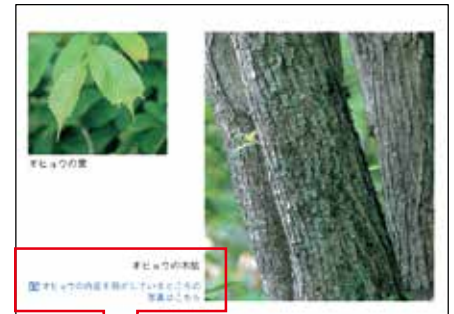 オヒョウの葉
オヒョウの木肌
オヒョウの内皮を剥がしているところの
写真はこちら